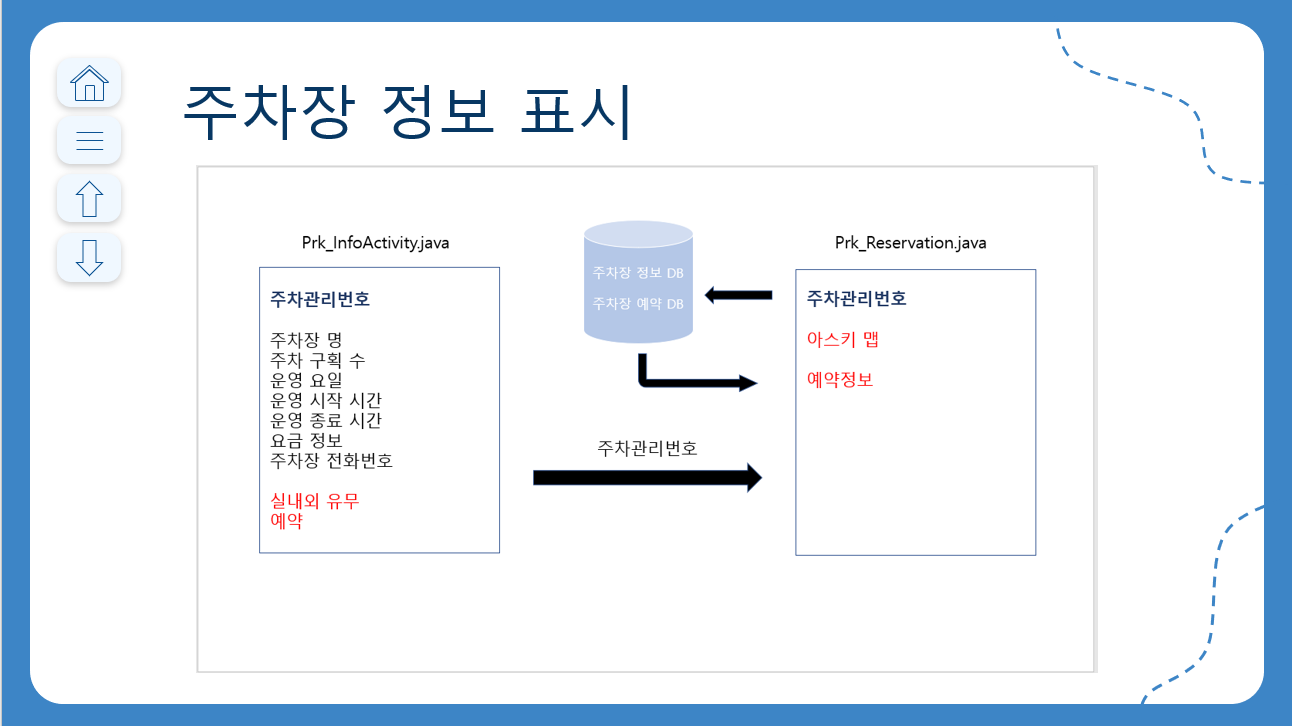 주차장 정보 표시
Prk_InfoActivity.java
주차관리번호
주차장 명
주차 구획 수
운영 요일
운영 시작 시간
운영 종료 시간
요금 정보
주차장 전화번호
실내외 유무
예약
주차장 정보 DB
주차장 예약 DB
주차관리번호
Prk_Reservation.java
주차관리번호
아스키 맵
예약정보